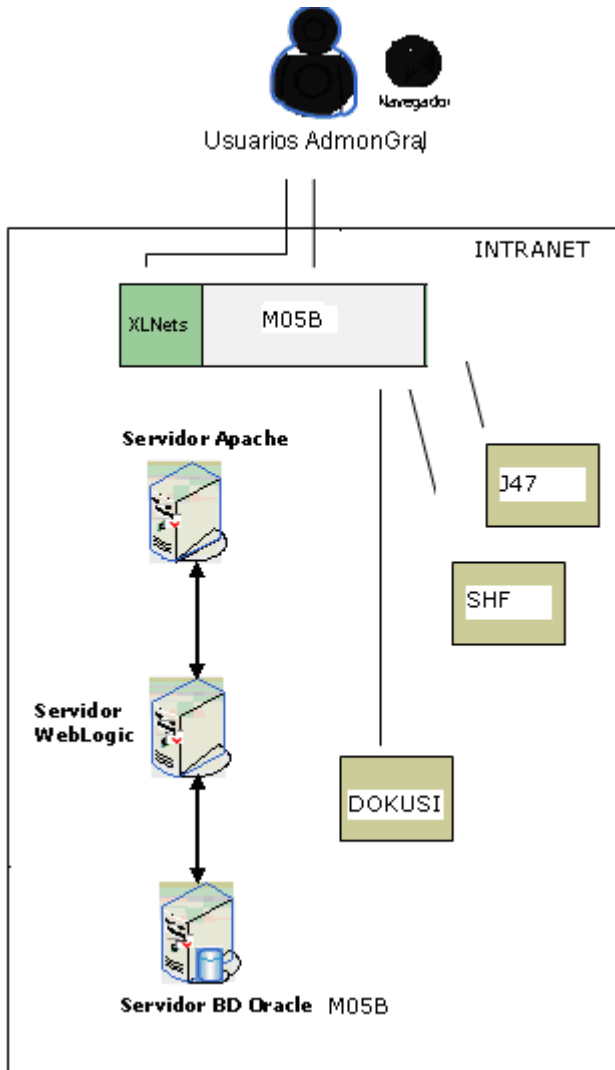 Navegador
Usuarios AdmonGral
INTRANET
XLNets
M05B
Servidor Apache
J47
SHF
Servidor
WebLogic
DOKUSI
Servidor BD Oracle M05B